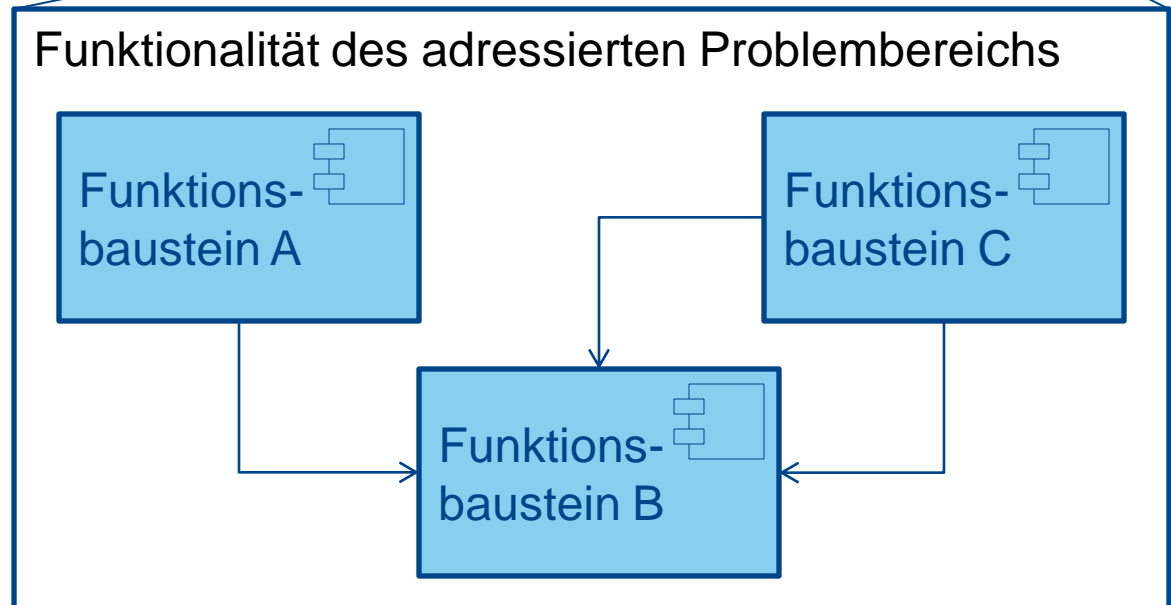 Funktionalität des adressierten Problembereichs
Funktions-
baustein A
Funktions-
baustein C
Funktions-
baustein B